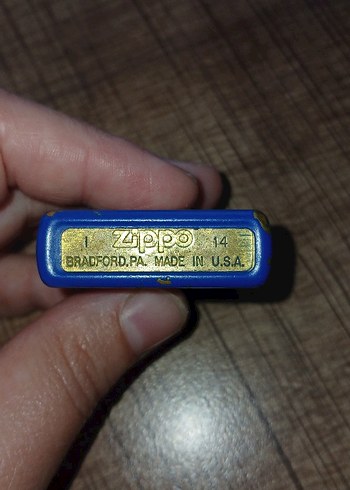 I Zippo 14
BRADFORD,PA. MADE IN U.S.A.